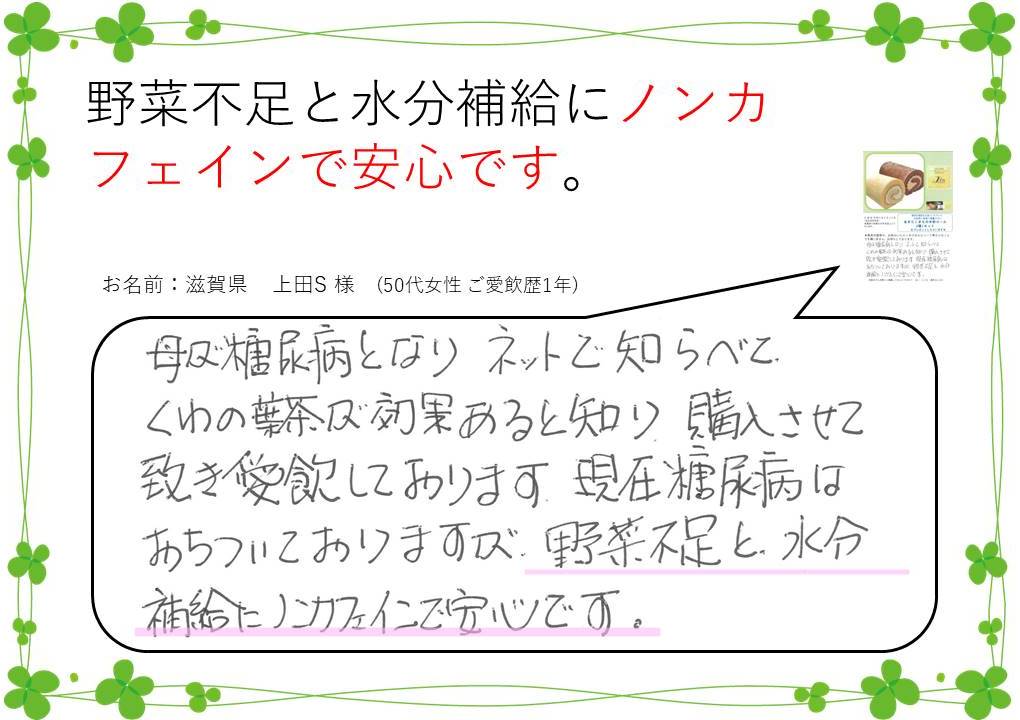 野菜不足と水分補給にノンカ
フェインで安心です。
お名前：滋賀県　上田S 様　(50代女性 ご愛飲歴1年)
母が糖尿病となり ネットで知らべて
くわの葉茶が効果あると知り 購入させて
致き愛飲しております 現在糖尿病は
おちついておりますが、野菜不足と、水分
補給にノンカフェインで安心です。